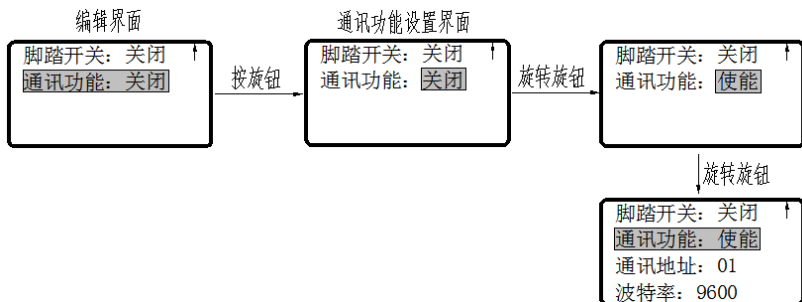 编辑界面
脚踏开关：关闭
通讯功能：关闭
按旋钮
通讯功能设置界面
脚踏开关：关闭
通讯功能：关闭
旋转旋钮
脚踏开关：关闭
通讯功能：使能
旋转旋钮
脚踏开关：关闭
通讯功能：使能
通讯地址：01
波特率：9600